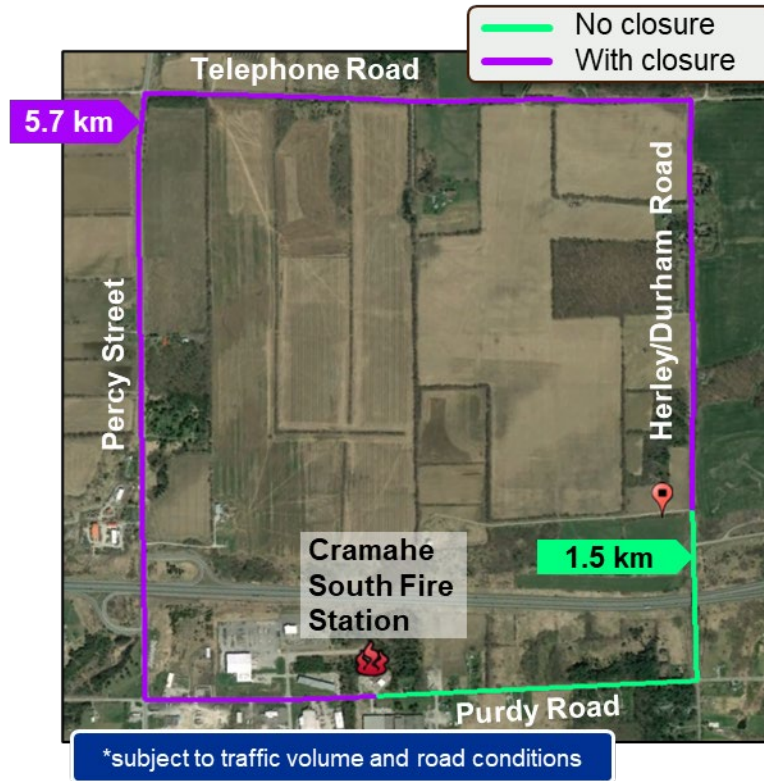 No closure
With closure
Telephone Road
5.7 km
Percy Street
Herley/Durham Road
Cramahe
South Fire
Station
1.5 km
Purdy Road
*subject to traffic volume and road conditions